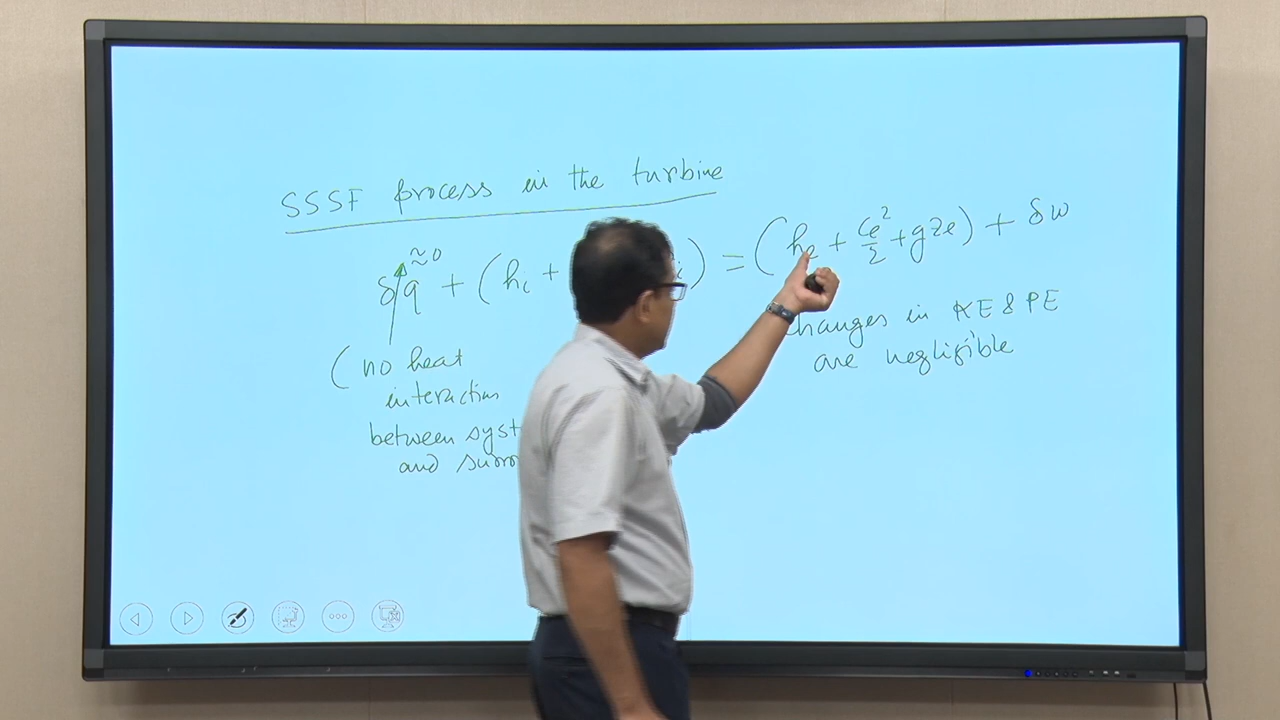 SSSF process in the turbine
≈0
δq + (hi + i) = (he + Ce²/2 + gze) + δw
(no heat
interaction
between syst
and surro
changes in KE & PE
are negligible